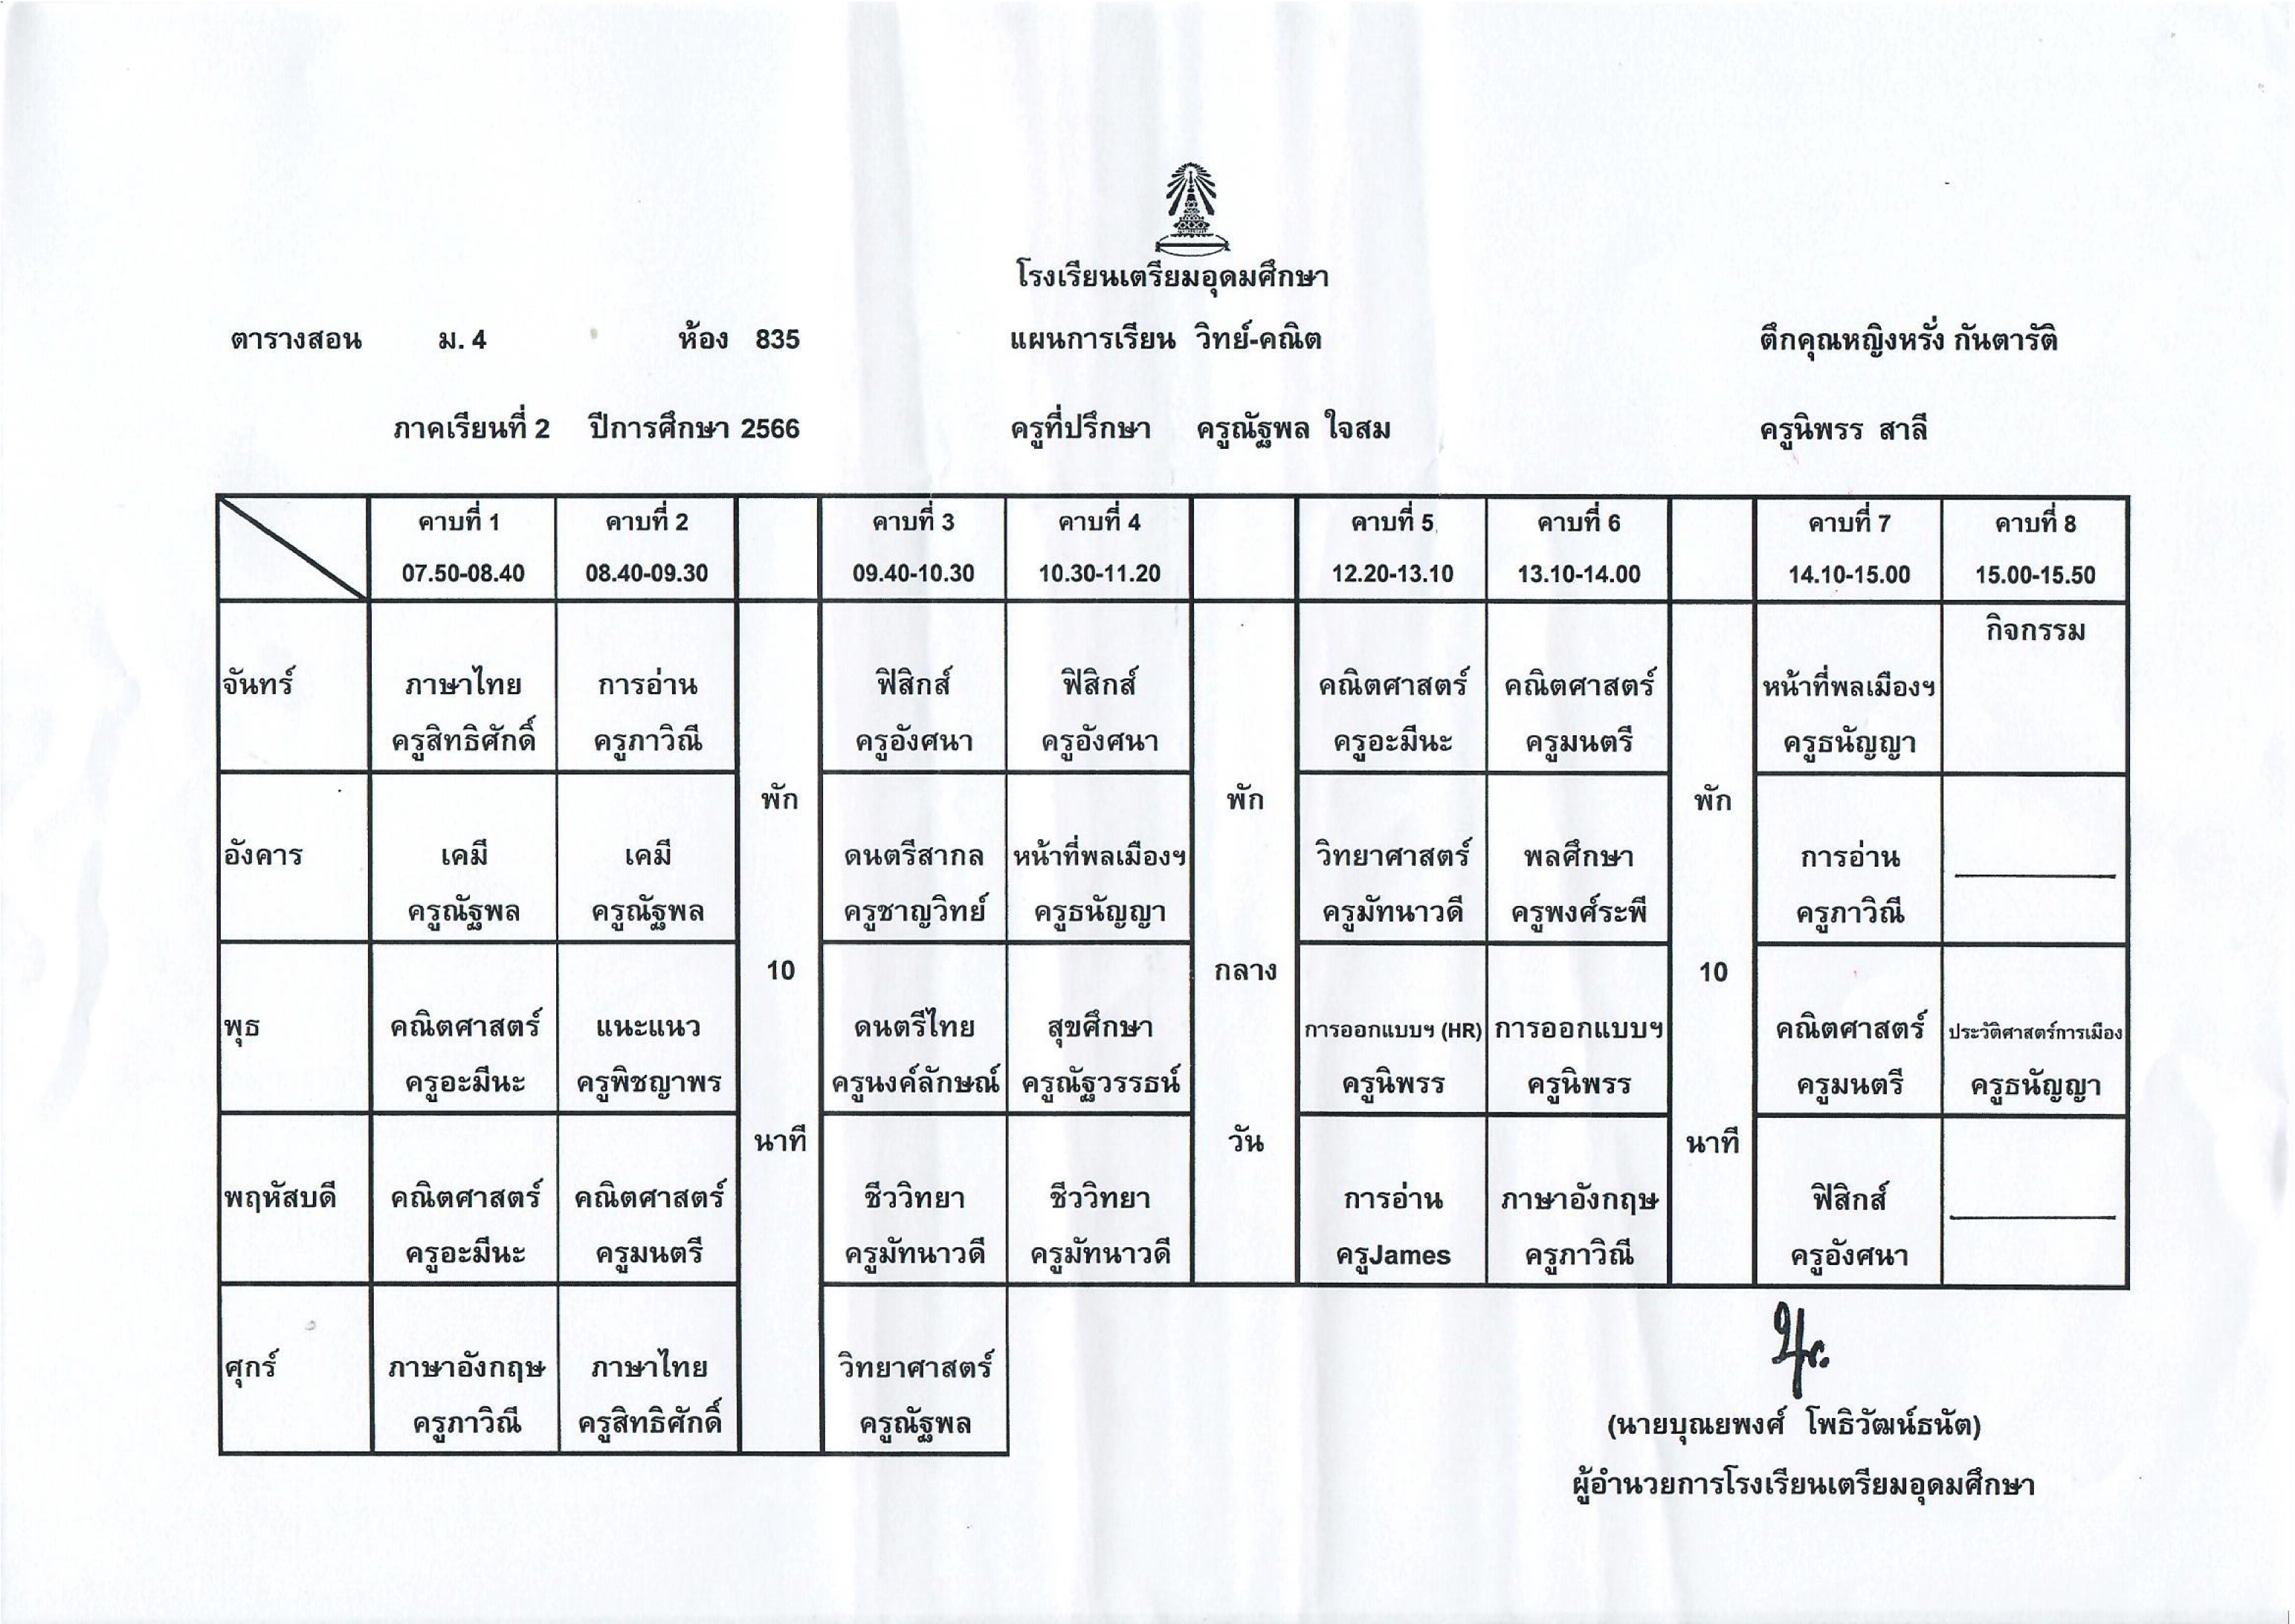 โรงเรียนเตรียมอุดมศึกษา
ตารางสอน ม. 4 ห้อง 835 แผนการเรียน วิทย์-คณิต ตึกคุณหญิงหรั่ง กันตารัติ
ภาคเรียนที่ 2 ปีการศึกษา 2566 ครูที่ปรึกษา ครูณัฐพล ใจสม ครูนิพรร สาลี
คาบที่ 1 คาบที่ 2 คาบที่ 3 คาบที่ 4 คาบที่ 5 คาบที่ 6 คาบที่ 7 คาบที่ 8
07.50-08.40 08.40-09.30 09.40-10.30 10.30-11.20 12.20-13.10 13.10-14.00 14.10-15.00 15.00-15.50
กิจกรรม
จันทร์ ภาษาไทย การอ่าน ฟิสิกส์ ฟิสิกส์ คณิตศาสตร์ คณิตศาสตร์ หน้าที่พลเมืองฯ
ครูสิทธิศักดิ์ ครูภาวิณี ครูอังศนา ครูอังศนา ครูอะมีนะ ครูมนตรี ครูธนัญญา
พัก พัก พัก
อังคาร เคมี เคมี ดนตรีสากล หน้าที่พลเมืองฯ วิทยาศาสตร์ พลศึกษา การอ่าน
ครูณัฐพล ครูณัฐพล ครูชาญวิทย์ ครูธนัญญา ครูมัทนาวดี ครูพงศ์ระพี ครูภาวิณี
10 กลาง 10
พุธ คณิตศาสตร์ แนะแนว ดนตรีไทย สุขศึกษา การออกแบบฯ (HR) การออกแบบฯ คณิตศาสตร์ ประวัติศาสตร์การเมือง
ครูอะมีนะ ครูพิชญาพร ครูนงค์ลักษณ์ ครูณัฐวรรธน์ ครูนิพรร ครูนิพรร ครูมนตรี ครูธนัญญา
นาที วัน นาที
พฤหัสบดี คณิตศาสตร์ คณิตศาสตร์ ชีววิทยา ชีววิทยา การอ่าน ภาษาอังกฤษ ฟิสิกส์
ครูอะมีนะ ครูมนตรี ครูมัทนาวดี ครูมัทนาวดี ครูJames ครูภาวิณี ครูอังศนา
ศุกร์ ภาษาอังกฤษ ภาษาไทย วิทยาศาสตร์
ครูภาวิณี ครูสิทธิศักดิ์ ครูณัฐพล
(นายบุณยพงศ์ โพธิวัฒน์ธนัต)
ผู้อำนวยการโรงเรียนเตรียมอุดมศึกษา